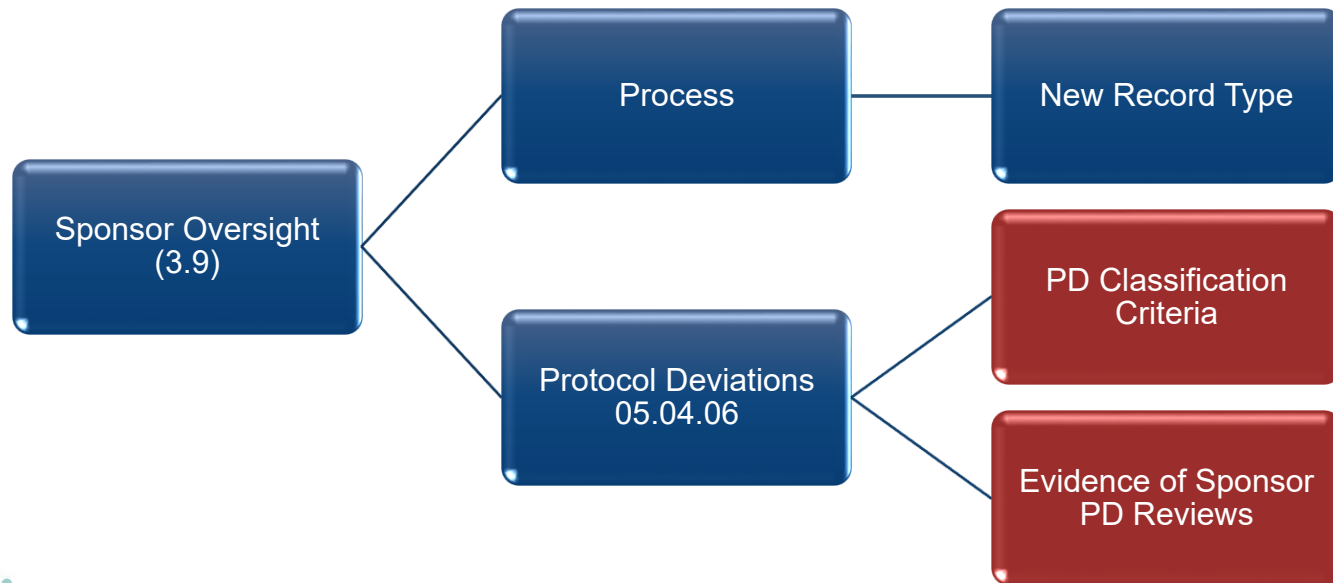 Process
New Record Type
Sponsor Oversight
(3.9)
PD Classification
Criteria
Protocol Deviations
05.04.06
Evidence of Sponsor
PD Reviews